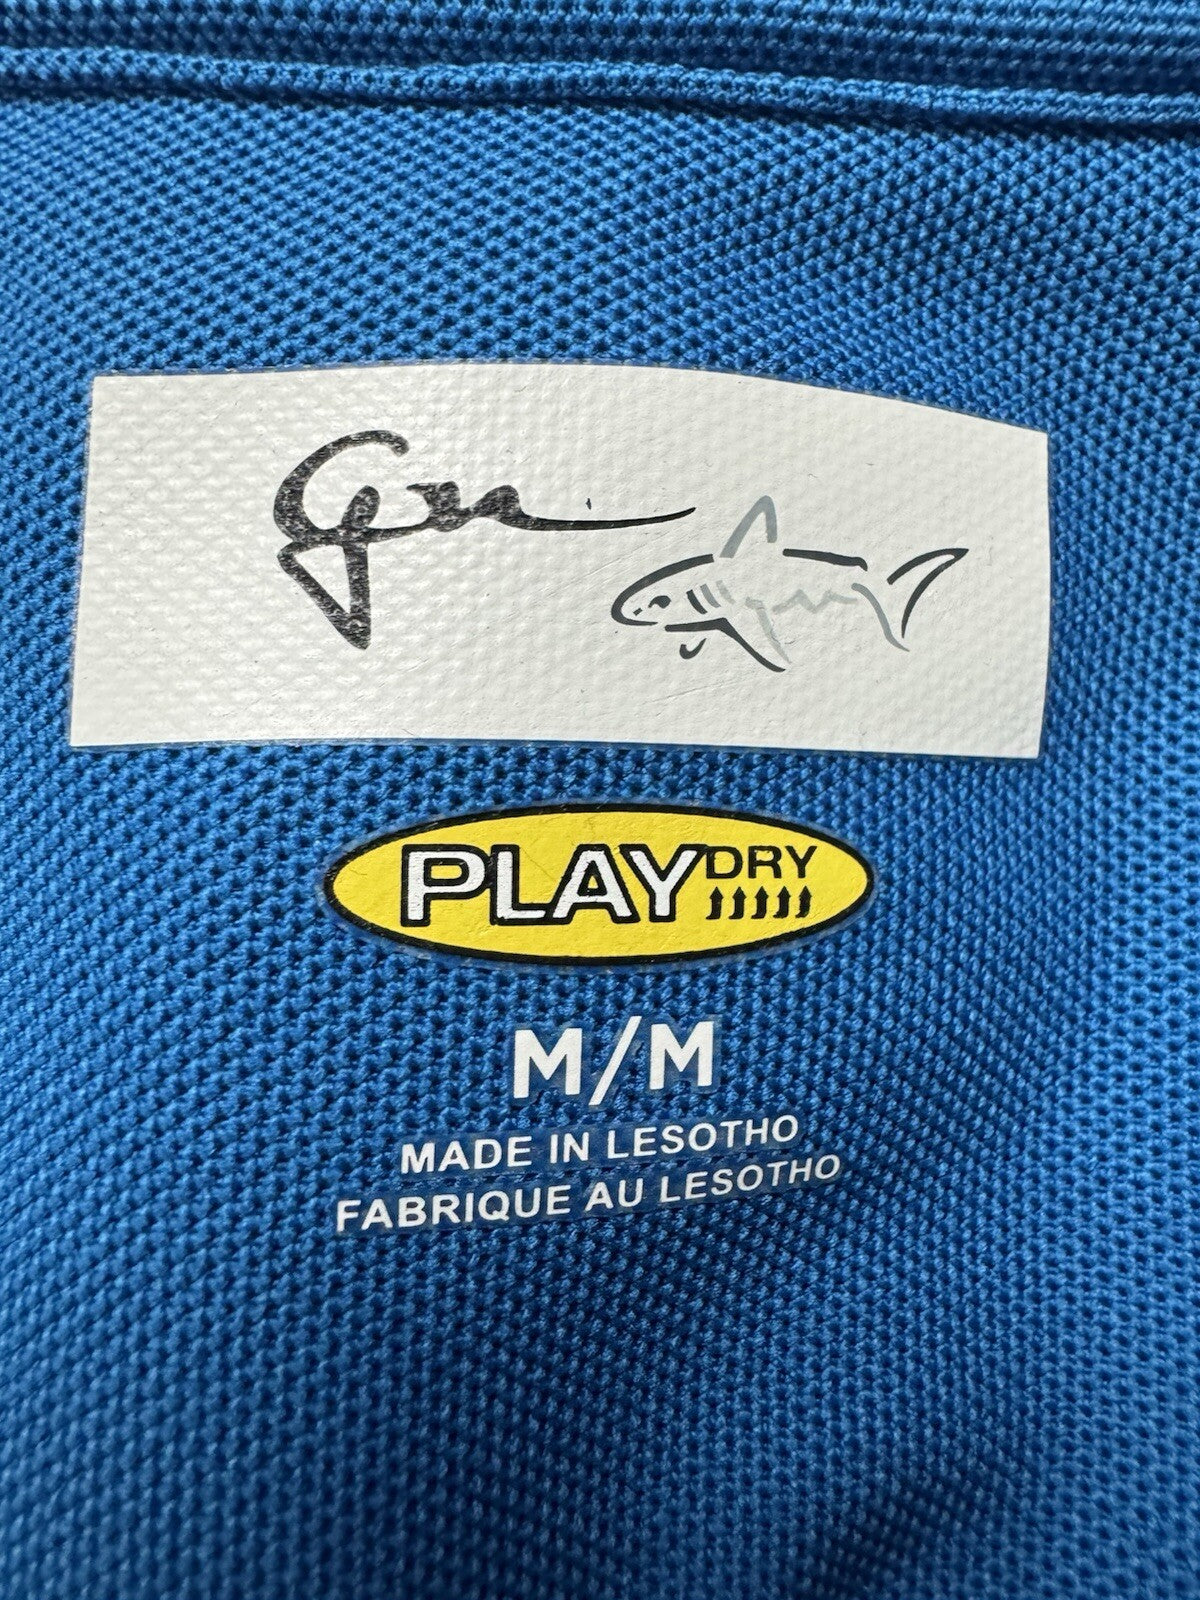 PLAYDRY
M/M
MADE IN LESOTHO
FABRIQUE AU LESOTHO